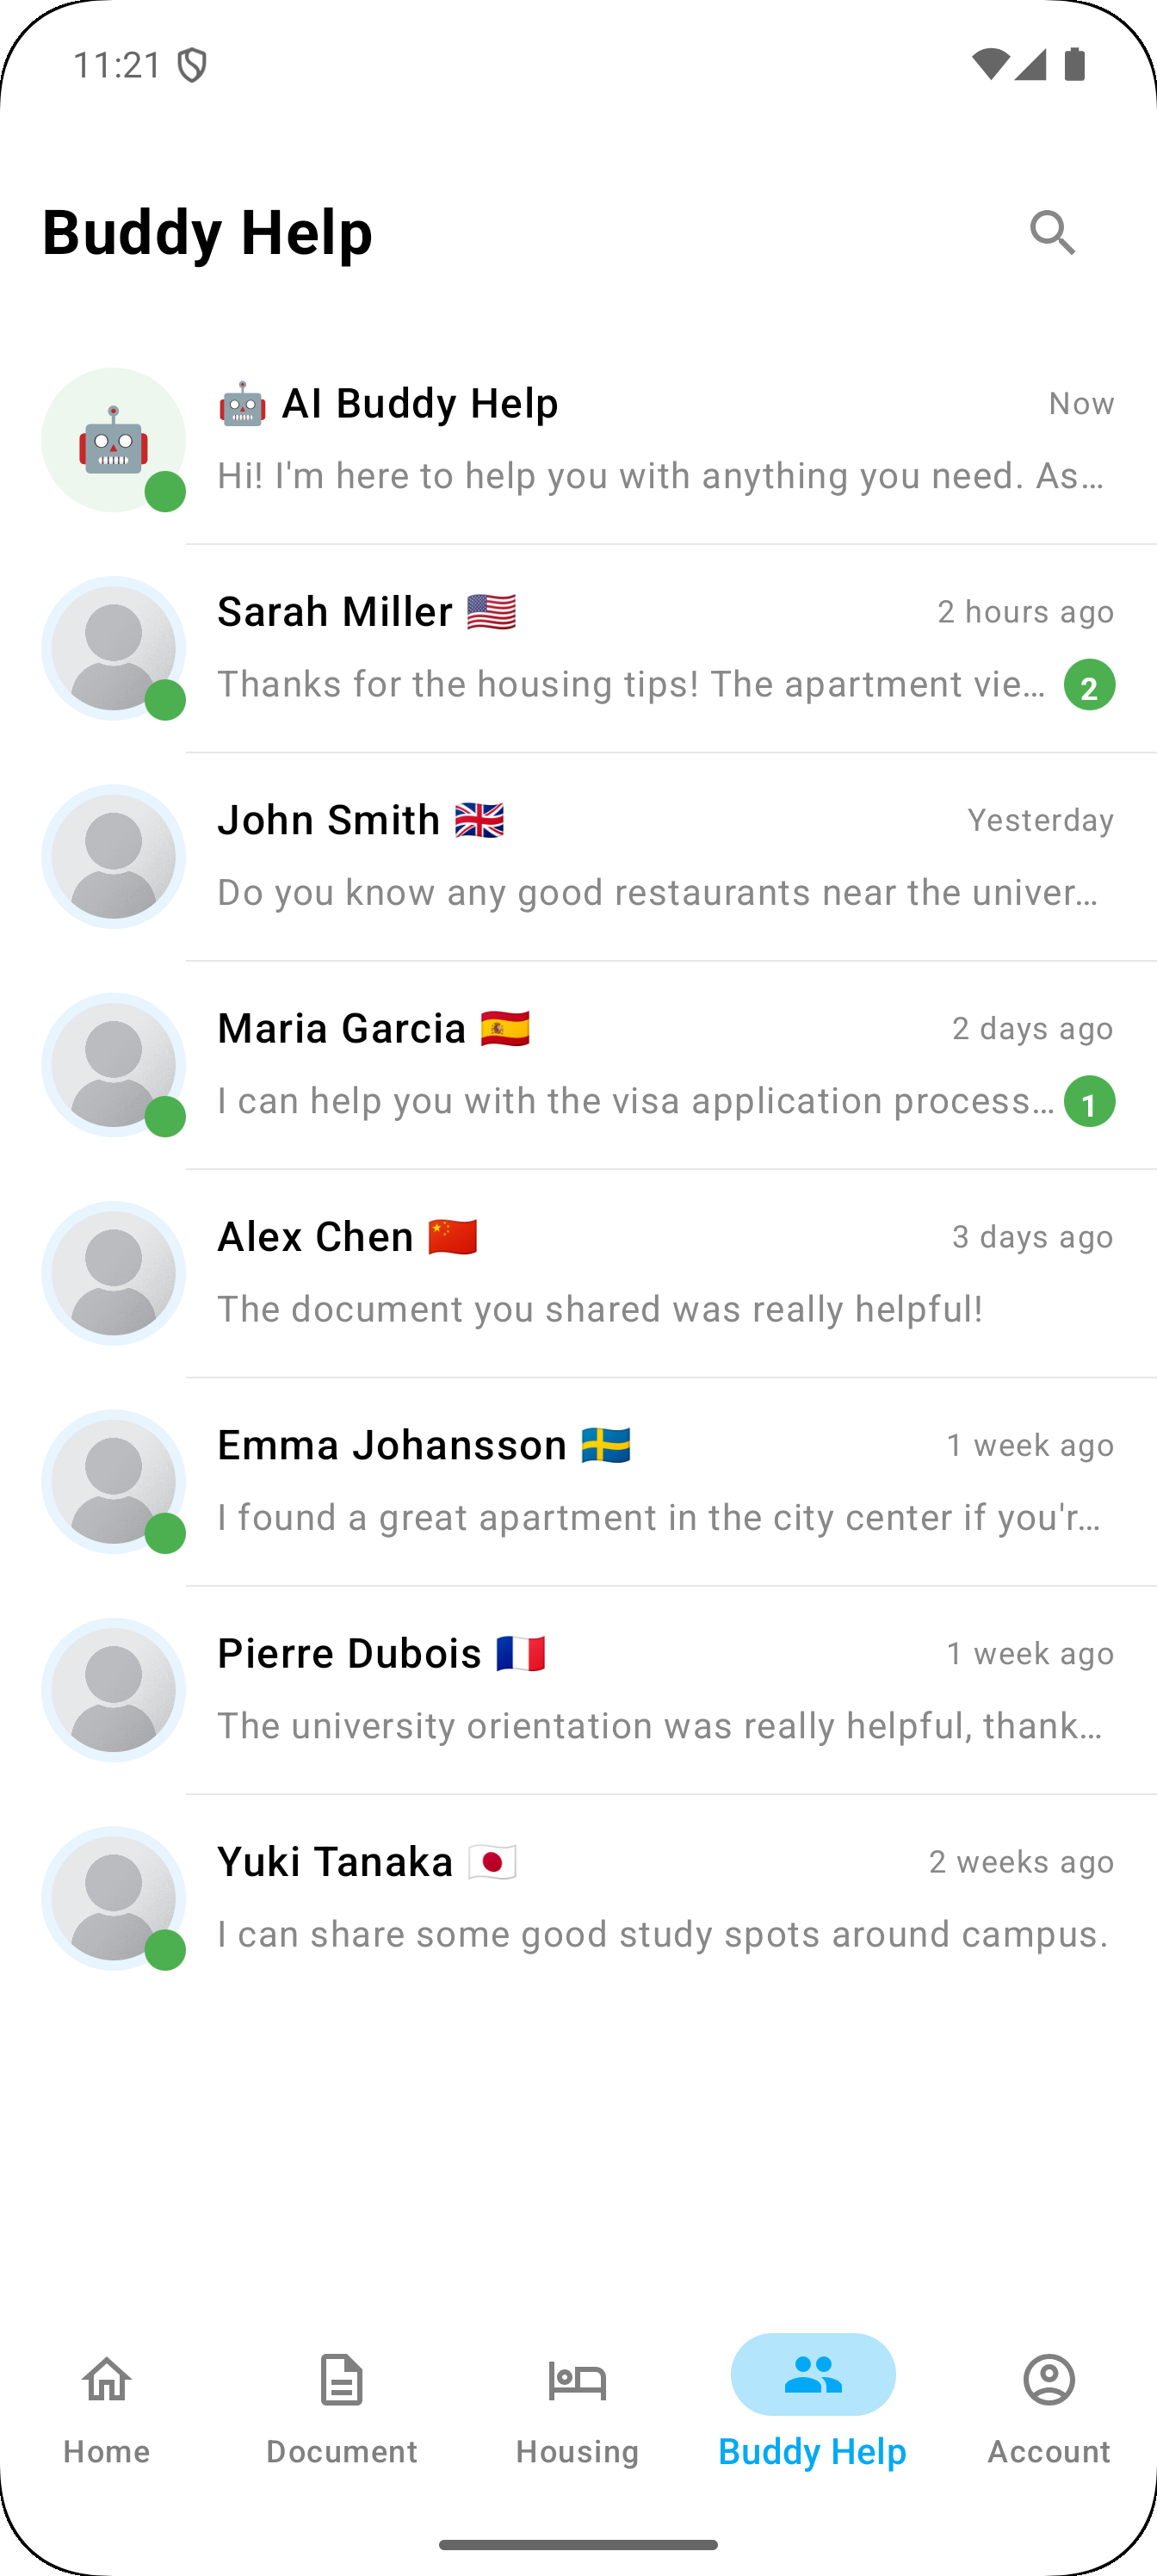 11:21
Buddy Help
🤖 AI Buddy Help
Now
Hi! I'm here to help you with anything you need. As...
Sarah Miller 🇺🇸
2 hours ago
Thanks for the housing tips! The apartment vie...
2
John Smith 🇬🇧
Yesterday
Do you know any good restaurants near the univer...
Maria Garcia 🇪🇸
2 days ago
I can help you with the visa application process...
1
Alex Chen 🇨🇳
3 days ago
The document you shared was really helpful!
Emma Johansson 🇸🇪
1 week ago
I found a great apartment in the city center if you'r...
Pierre Dubois 🇫🇷
1 week ago
The university orientation was really helpful, thank...
Yuki Tanaka 🇯🇵
2 weeks ago
I can share some good study spots around campus.
Home
Document
Housing
Buddy Help
Account